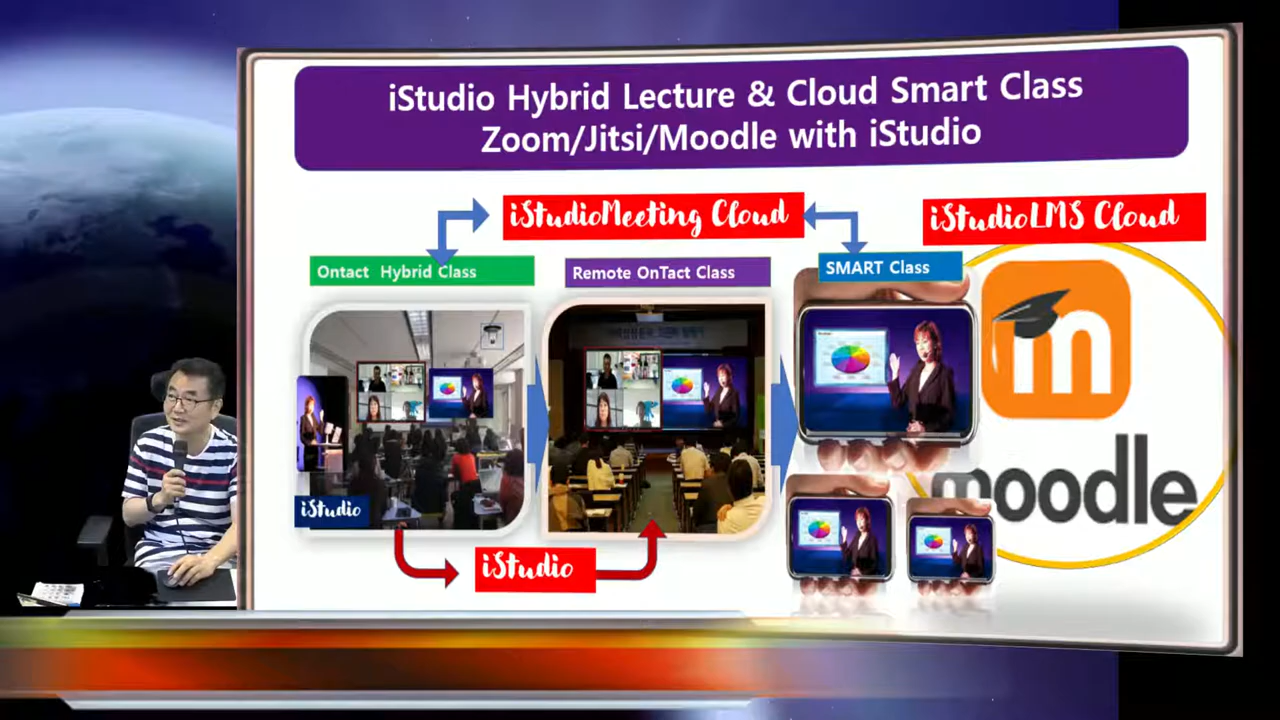 iStudio Hybrid Lecture & Cloud Smart Class
Zoom/Jitsi/Moodle with iStudio
iStudioMeeting Cloud
iStudioLMS Cloud
Ontact Hybrid Class
Remote OnTact Class
SMART Class
iStudio
iStudio
moodle